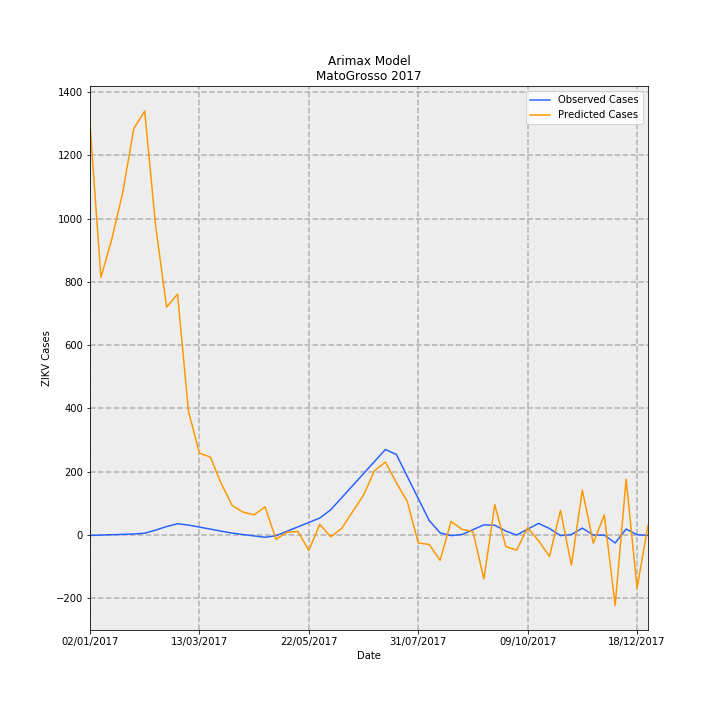 Arimax Model
MatoGrosso 2017
Observed Cases
Predicted Cases
1400
1200
1000
800
600
400
200
0
−200
ZIKV Cases
02/01/2017 13/03/2017 22/05/2017 31/07/2017 09/10/2017 18/12/2017
Date